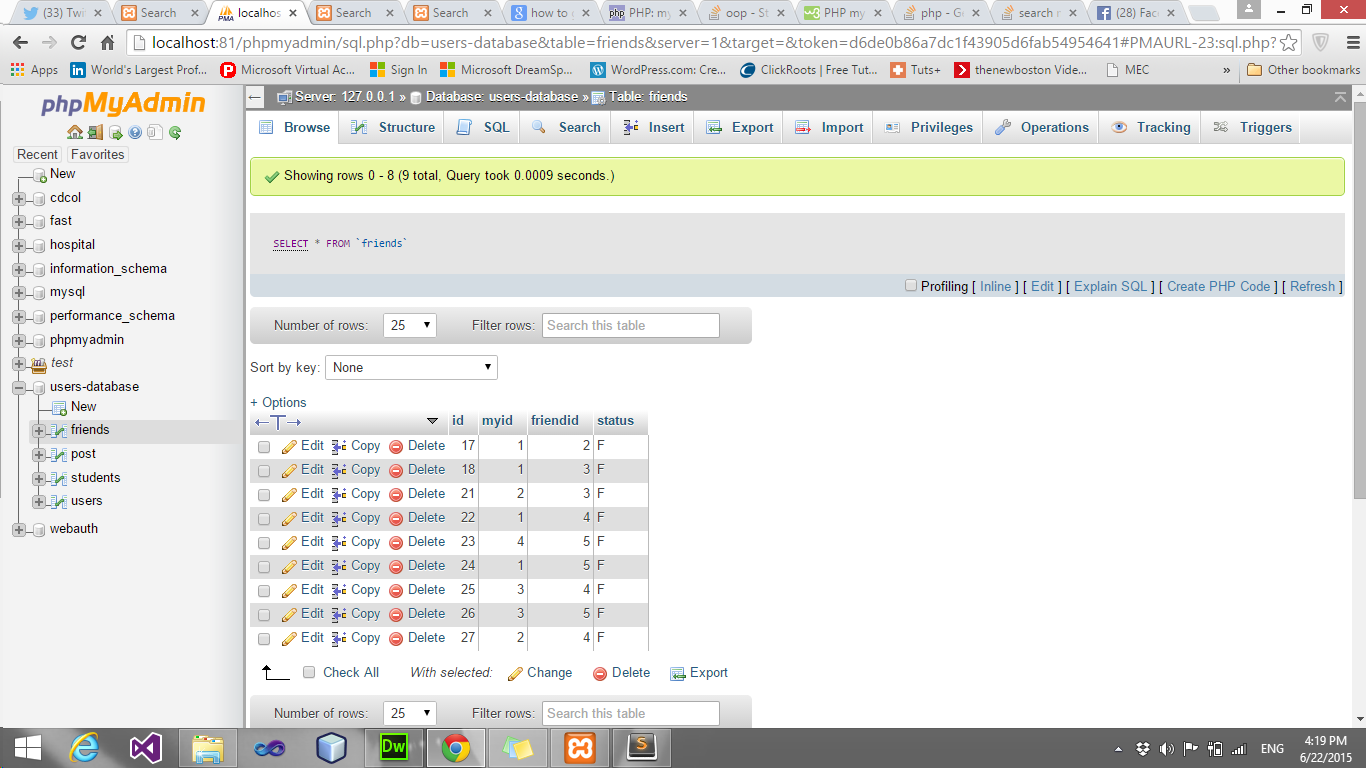 (33) Twi
Search
localhos
Search
Search
how to
PHP: my
oop - St
PHP my
php - G
search r
(28) Fac
localhost:81/phpmyadmin/sql.php?db=users-database&table=friends&server=1&target=&token=d6de0b86a7dc1f43905d6fab54954641#PMAURL-23:sql.php?
Apps World's Largest Prof... Microsoft Virtual Ac... Sign In Microsoft DreamSp... WordPress.com: Cre... ClickRoots | Free Tut... Tuts+ thenewboston Vide... MEC » Other bookmarks
phpMyAdmin
Recent Favorites
New
cdcol
fast
hospital
information_schema
mysql
performance_schema
phpmyadmin
test
users-database
New
friends
post
students
users
webauth
Server: 127.0.0.1 » Database: users-database » Table: friends
Browse Structure SQL Search Insert Export Import Privileges Operations Tracking Triggers
Showing rows 0 - 8 (9 total, Query took 0.0009 seconds.)
SELECT * FROM `friends`
Profiling [ Inline ] [ Edit ] [ Explain SQL ] [ Create PHP Code ] [ Refresh ]
Number of rows: 25 Filter rows: Search this table
Sort by key: None
+ Options
id myid friendid status
Edit Copy Delete 17 1 2 F
Edit Copy Delete 18 1 3 F
Edit Copy Delete 21 2 3 F
Edit Copy Delete 22 1 4 F
Edit Copy Delete 23 4 5 F
Edit Copy Delete 24 1 5 F
Edit Copy Delete 25 3 4 F
Edit Copy Delete 26 3 5 F
Edit Copy Delete 27 2 4 F
Check All With selected: Change Delete Export
Number of rows: 25 Filter rows: Search this table
Dw
ENG
4:19 PM
6/22/2015